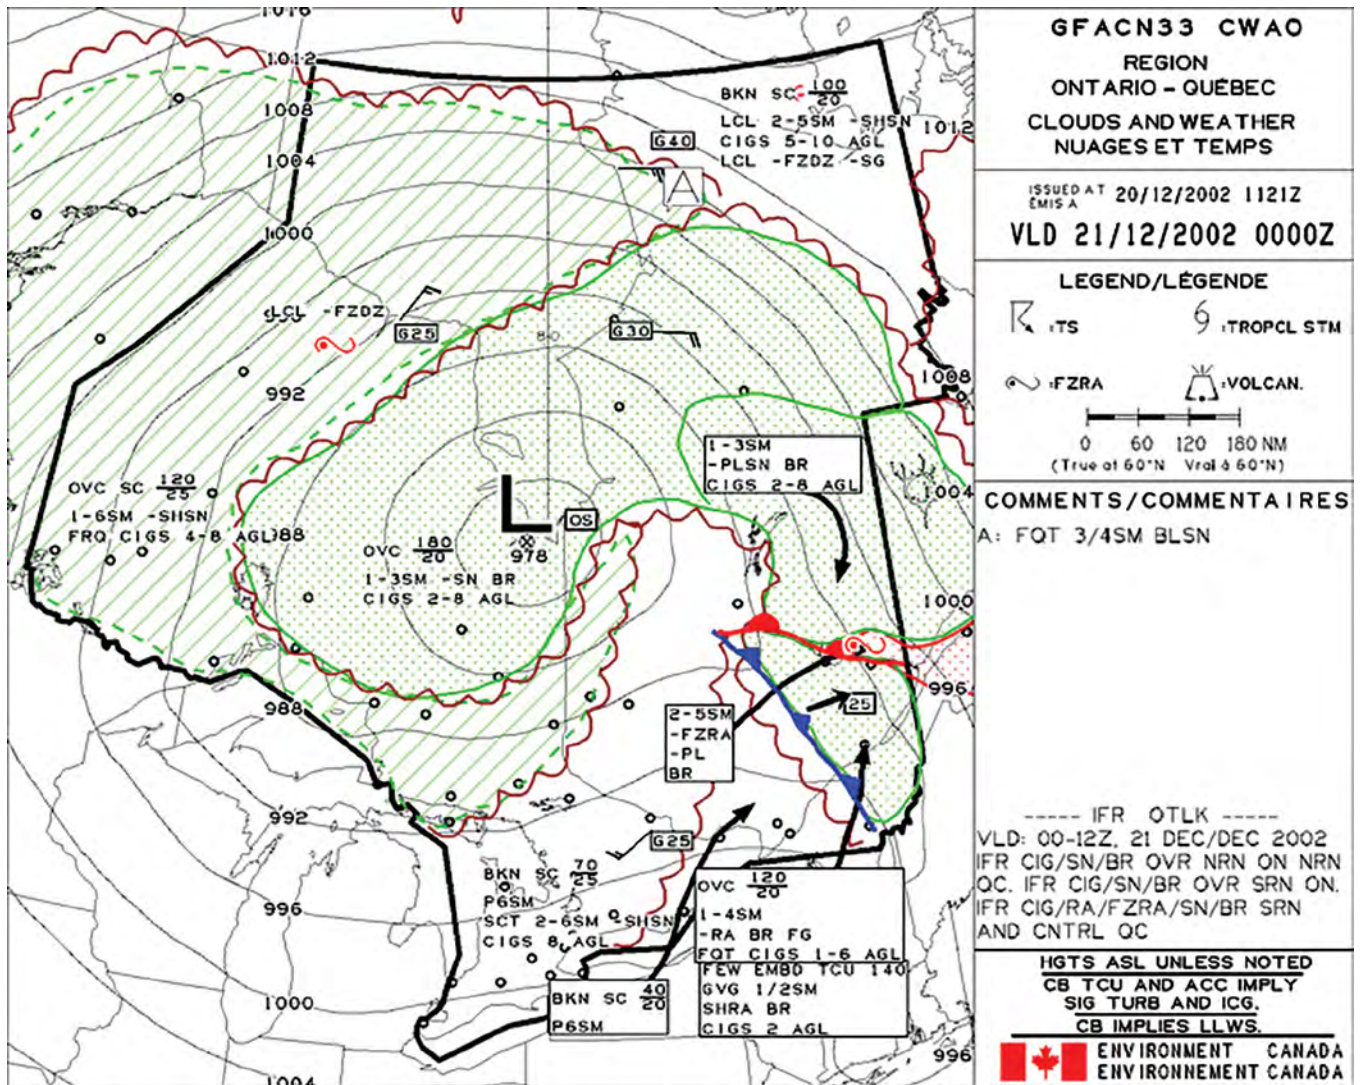 1016
1012
1008
1004
1000
992
988
988
992
996
1000
1004
BKN SC 100/20
LCL 2-5SM -SHSN
CIGS 5-10 AGL
LCL -FZDZ -SG
1012
G40
A
LCL -FZDZ
G25
G30
80
1008
1-3SM
-PLSN BR
CIGS 2-8 AGL
1004
OVC SC 120/25
1-6SM -SHSN
FRQ CIGS 4-8 AGL
L
QS
978
OVC 180/20
1-3SM -SN BR
CIGS 2-8 AGL
1000
996
25
2-5SM
-FZRA
-PL
BR
G25
BKN SC 70/25
P6SM
SCT 2-6SM -SHSN
CIGS 8 AGL
BKN SC 40/20
P6SM
OVC 120/20
1-4SM
-RA BR FG
FQT CIGS 1-6 AGL
FEW EMBD TCU 140
GVG 1/2SM
SHRA BR
CIGS 2 AGL
996
GFACN33 CWAO
REGION
ONTARIO - QUÉBEC
CLOUDS AND WEATHER
NUAGES ET TEMPS
ISSUED AT
ÉMIS A
20/12/2002 1121Z
VLD 21/12/2002 0000Z
LEGEND/LÉGENDE
:TS
:TROPCL STM
:FZRA
:VOLCAN.
0 60 120 180 NM
(True at 60°N Vrai à 60°N)
COMMENTS/COMMENTAIRES
A: FQT 3/4SM BLSN
----- IFR OTLK -----
VLD: 00-12Z, 21 DEC/DEC 2002
IFR CIG/SN/BR OVR NRN ON NRN
QC. IFR CIG/SN/BR OVR SRN ON.
IFR CIG/RA/FZRA/SN/BR SRN
AND CNTRL QC
HGTS ASL UNLESS NOTED
CB TCU AND ACC IMPLY
SIG TURB AND ICG.
CB IMPLIES LLWS.
ENVIRONMENT CANADA
ENVIRONNEMENT CANADA